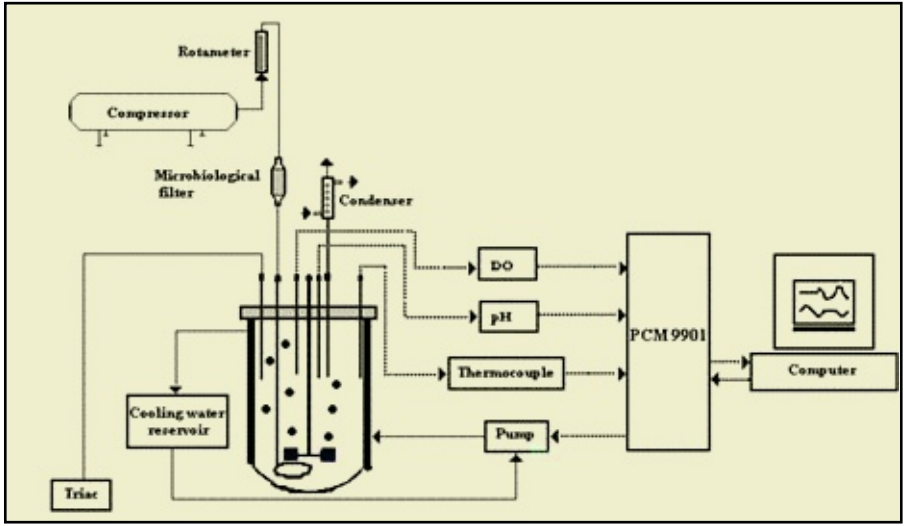 Rotameter
Compressor
Microbiological
filter
Condenser
DO
pH
PCM 9901
Thermocouple
Computer
Cooling water
reservoir
Pump
Triac